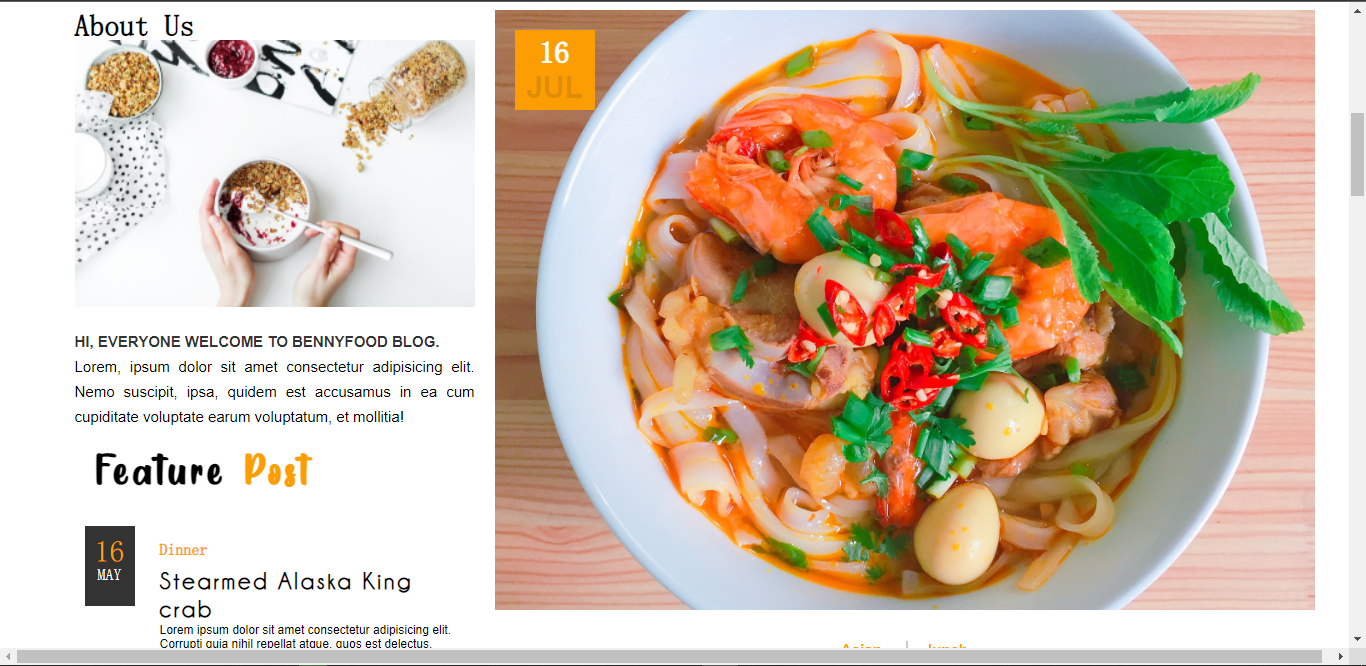 About Us
HI, EVERYONE WELCOME TO BENNYFOOD BLOG.
Lorem, ipsum dolor sit amet consectetur adipisicing elit.
Nemo suscipit, ipsa, quidem est accusamus in ea cum
cupiditate voluptate earum voluptatum, et mollitia!
Feature Post
16
MAY
Dinner
Stearmed Alaska King
crab
Lorem ipsum dolor sit amet consectetur adipisicing elit.
Corrupti quia nihil repellat atque, quos est delectus.
16
JUL
Asian | lunch